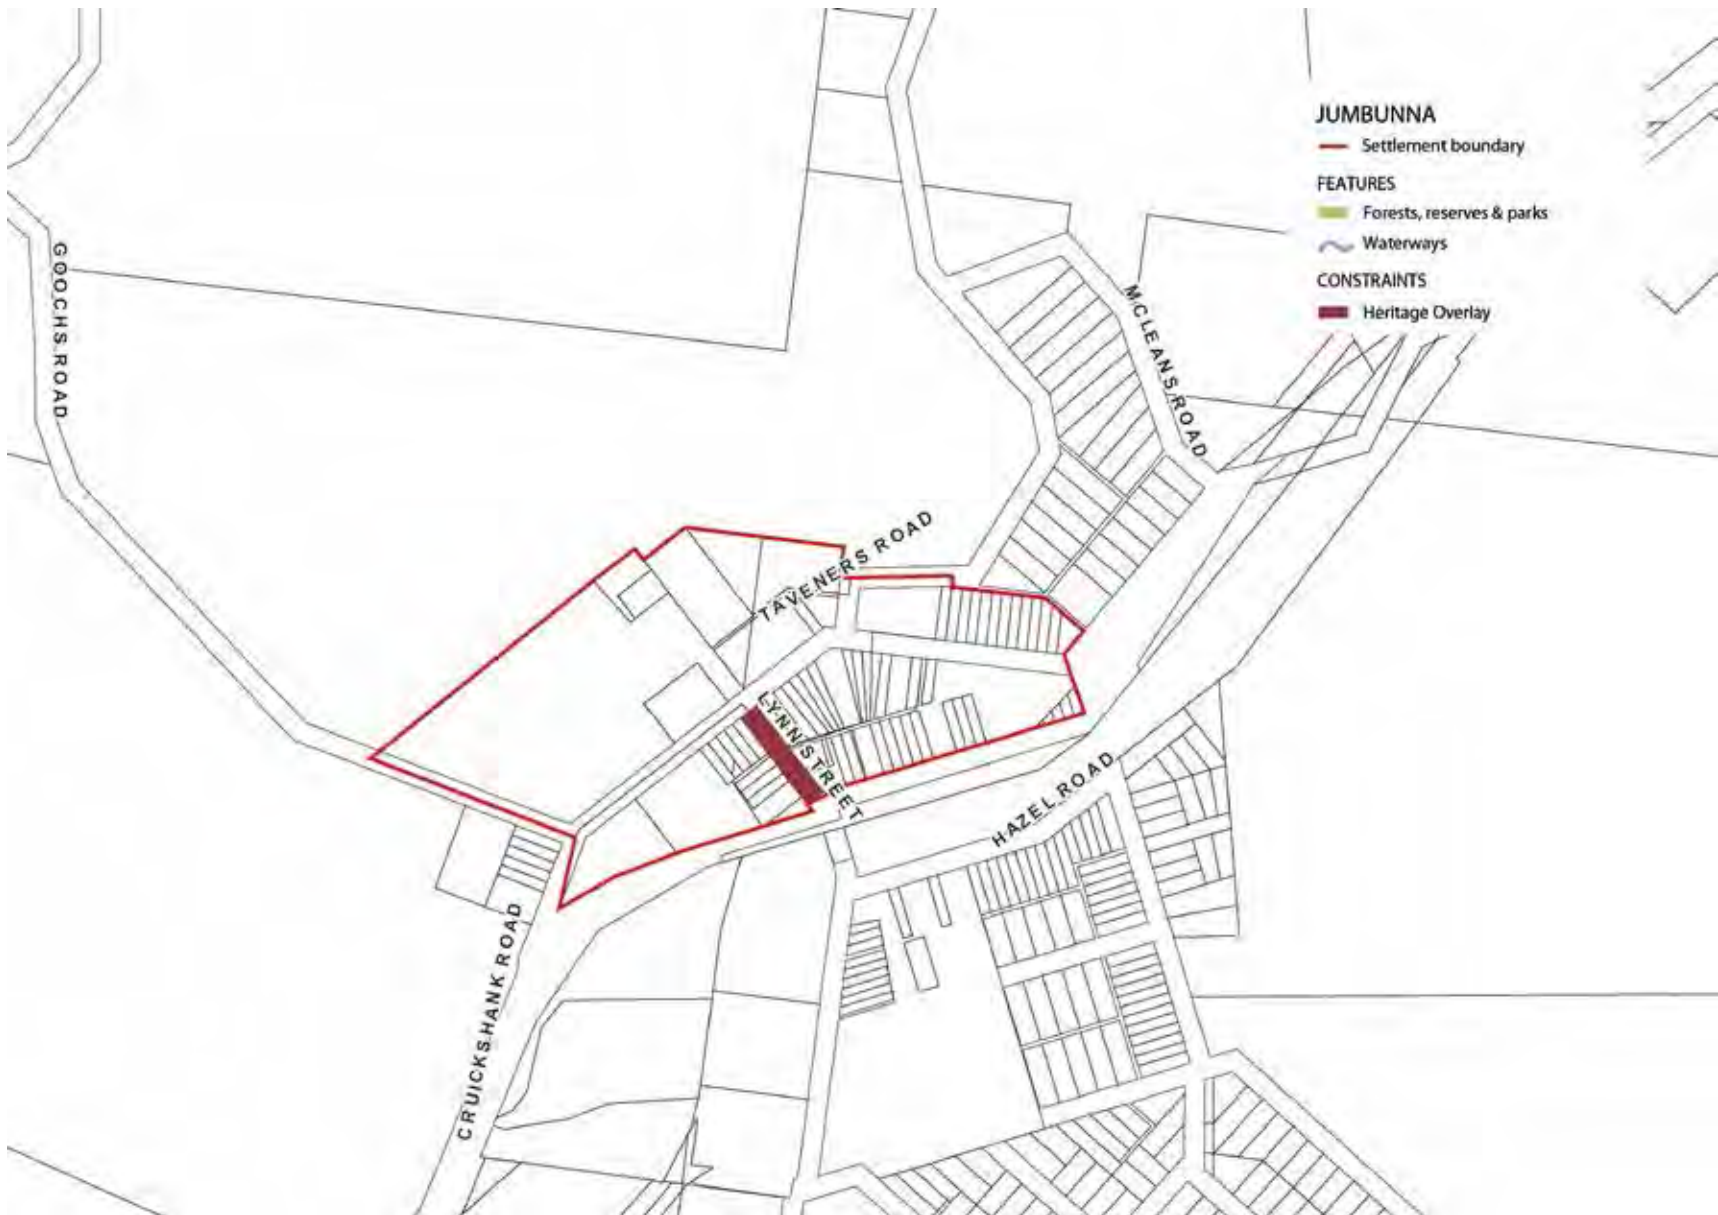 JUMBUNNA
Settlement boundary
FEATURES
Forests, reserves & parks
Waterways
CONSTRAINTS
Heritage Overlay
GOOCHS ROAD
MCLEANS ROAD
TAVENERS ROAD
LYNN STREET
HAZEL ROAD
CRUICKSHANK ROAD